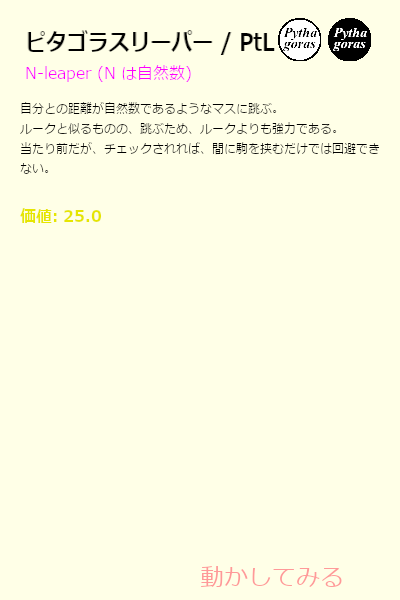 ピタゴラスリーパー / PtL
Pytha
goras
Pytha
goras
N-leaper (N は自然数)
自分との距離が自然数であるようなマスに跳ぶ。
ルークと似るものの、跳ぶため、ルークよりも強力である。
当たり前だが、チェックされれば、間に駒を挟むだけでは回避でき
ない。
価値: 25.0
動かしてみる